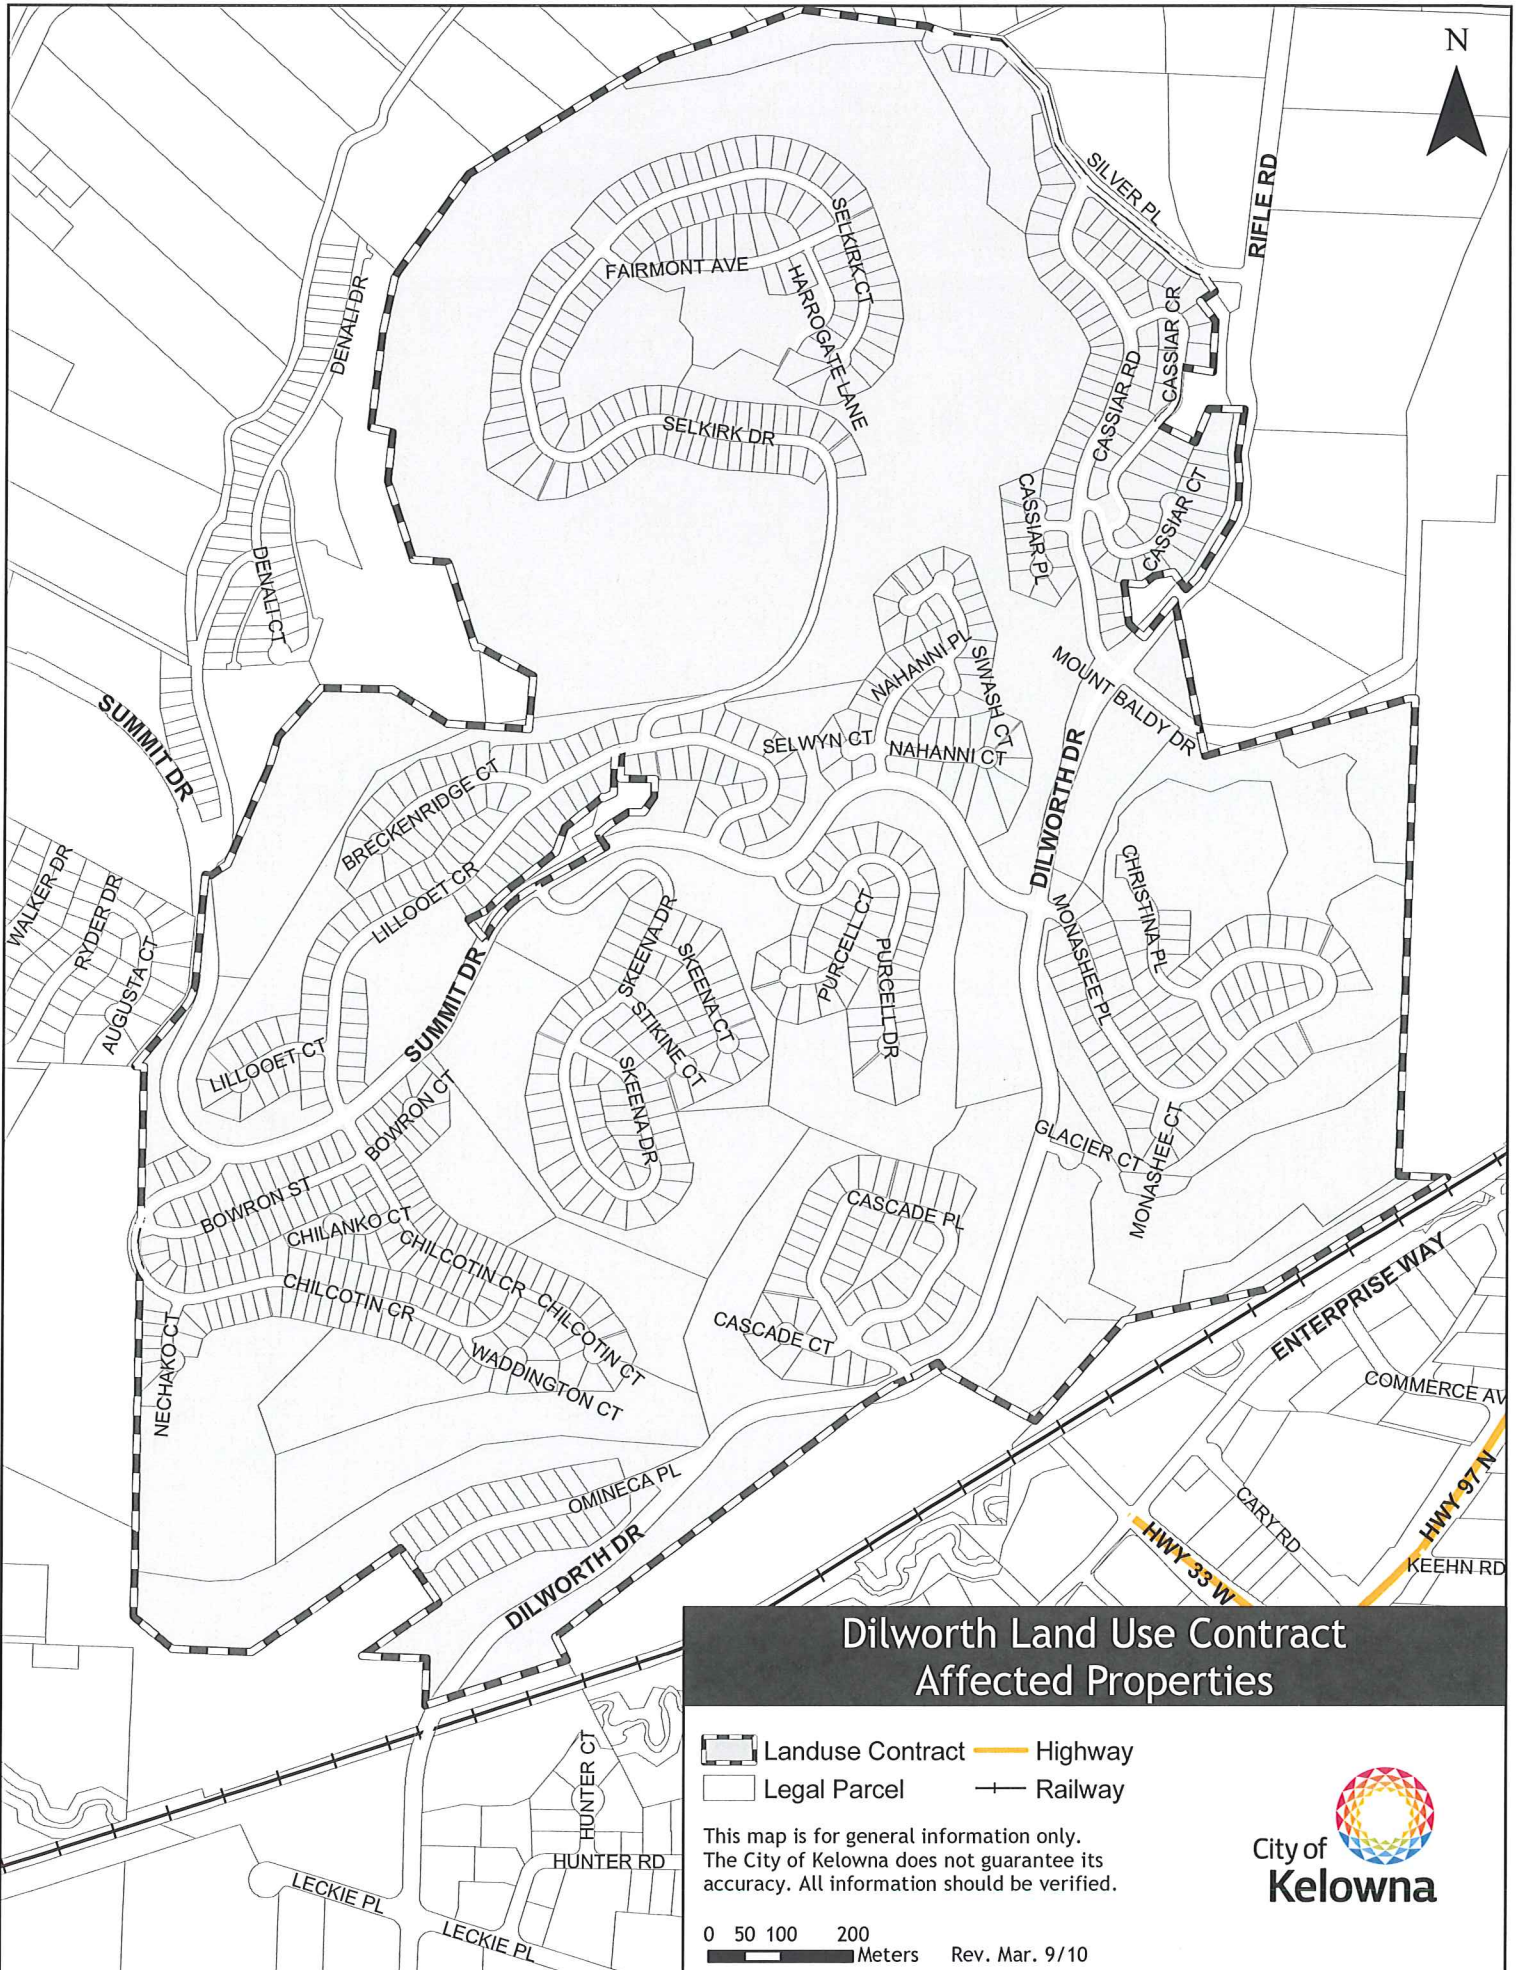 N
SILVER PL
RIFLE RD
SELKIRK CT
FAIRMONT AVE
HARROGATE LANE
DENALI DR
CASSIAR CR
CASSIAR RD
SELKIRK DR
CASSIAR CT
CASSIAR PL
DENALI CT
NAHANNI PL
SIWASH CT
MOUNT BALDY DR
SUMMIT DR
SELWYN CT
NAHANNI CT
DILWORTH DR
BRECKENRIDGE CT
LILLOOET CR
WALKER DR
RYDER DR
AUGUSTA CT
CHRISTINA PL
MONASHEE PL
SKEENA DR
SKEENA CT
PURCELL CT
PURCELL DR
SUMMIT DR
STIKINE CT
LILLOOET CT
SKEENA DR
BOWRON CT
GLACIER CT
MONASHEE CT
BOWRON ST
CHILANKO CT
CASCADE PL
CHILCOTIN CR
CHILCOTIN CR
CHILCOTIN CT
CASCADE CT
ENTERPRISE WAY
NECHAKO CT
WADDINGTON CT
COMMERCE AV
OMINECA PL
CARY RD
HWY 97 N
HWY 33 W
KEEHN RD
DILWORTH DR
Dilworth Land Use Contract
Affected Properties
Landuse Contract
Highway
Legal Parcel
Railway
This map is for general information only.
The City of Kelowna does not guarantee its
accuracy. All information should be verified.
City of
Kelowna
0 50 100 200
Meters
Rev. Mar. 9/10
HUNTER CT
HUNTER RD
LECKIE PL
LECKIE PL